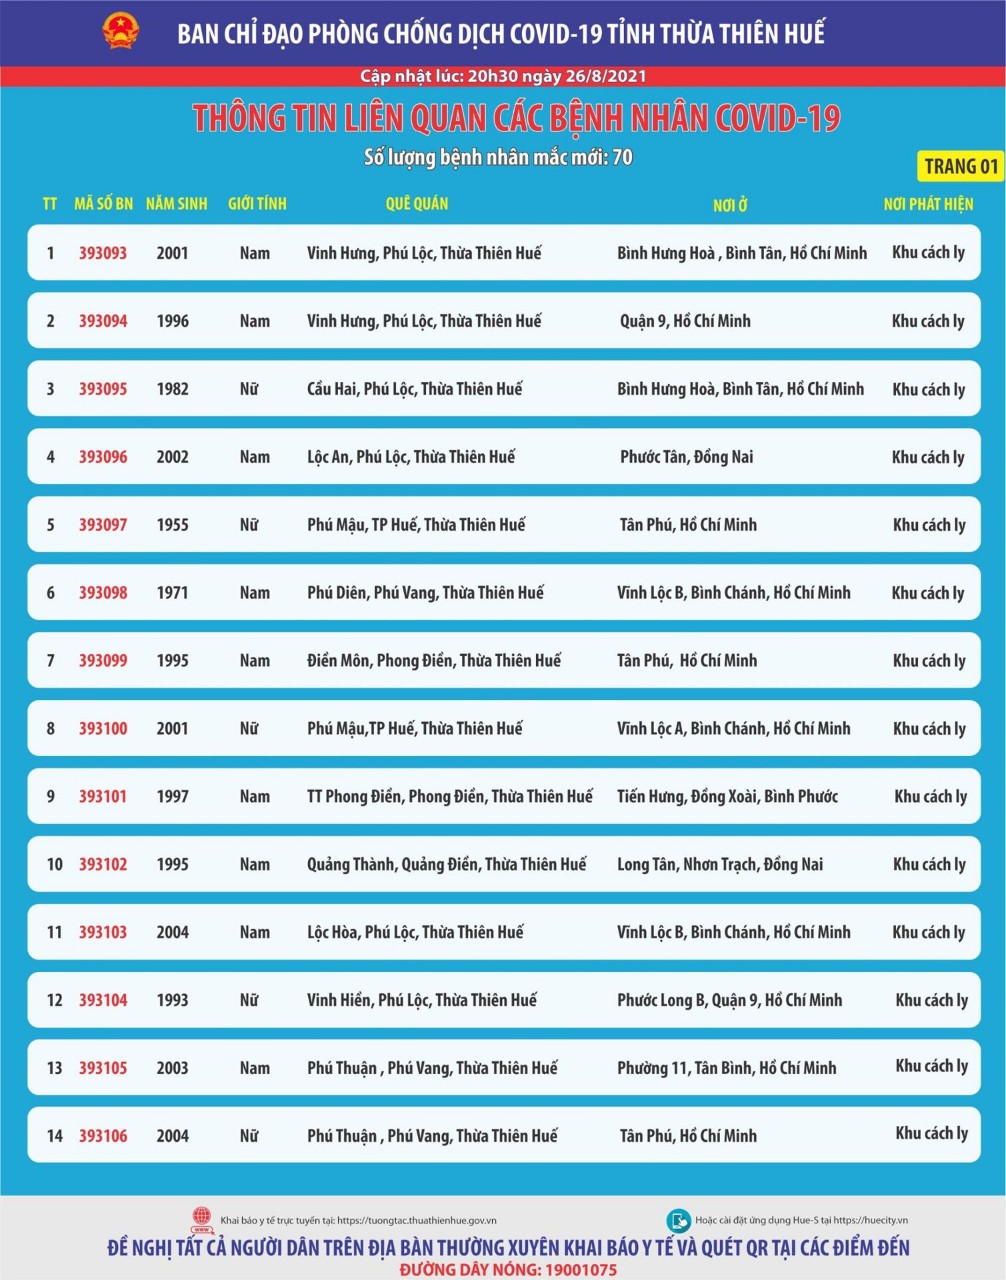 BAN CHỈ ĐẠO PHÒNG CHỐNG DỊCH COVID-19 TỈNH THỪA THIÊN HUẾ
Cập nhật lúc: 20h30 ngày 26/8/2021
THÔNG TIN LIÊN QUAN CÁC BỆNH NHÂN COVID-19
Số lượng bệnh nhân mắc mới: 70
TRANG 01
TT MÃ SỐ BN NĂM SINH GIỚI TÍNH QUÊ QUÁN NƠI Ở NƠI PHÁT HIỆN
1 393093 2001 Nam Vinh Hưng, Phú Lộc, Thừa Thiên Huế Bình Hưng Hoà , Bình Tân, Hồ Chí Minh Khu cách ly
2 393094 1996 Nam Vinh Hưng, Phú Lộc, Thừa Thiên Huế Quận 9, Hồ Chí Minh Khu cách ly
3 393095 1982 Nữ Cầu Hai, Phú Lộc, Thừa Thiên Huế Bình Hưng Hoà, Bình Tân, Hồ Chí Minh Khu cách ly
4 393096 2002 Nam Lộc An, Phú Lộc, Thừa Thiên Huế Phước Tân, Đồng Nai Khu cách ly
5 393097 1955 Nữ Phú Mậu, TP Huế, Thừa Thiên Huế Tân Phú, Hồ Chí Minh Khu cách ly
6 393098 1971 Nam Phú Diên, Phú Vang, Thừa Thiên Huế Vĩnh Lộc B, Bình Chánh, Hồ Chí Minh Khu cách ly
7 393099 1995 Nam Điền Môn, Phong Điền, Thừa Thiên Huế Tân Phú, Hồ Chí Minh Khu cách ly
8 393100 2001 Nữ Phú Mậu,TP Huế, Thừa Thiên Huế Vĩnh Lộc A, Bình Chánh, Hồ Chí Minh Khu cách ly
9 393101 1997 Nam TT Phong Điền, Phong Điền, Thừa Thiên Huế Tiến Hưng, Đồng Xoài, Bình Phước Khu cách ly
10 393102 1995 Nam Quảng Thành, Quảng Điền, Thừa Thiên Huế Long Tân, Nhơn Trạch, Đồng Nai Khu cách ly
11 393103 2004 Nam Lộc Hòa, Phú Lộc, Thừa Thiên Huế Vĩnh Lộc B, Bình Chánh, Hồ Chí Minh Khu cách ly
12 393104 1993 Nữ Vinh Hiền, Phú Lộc, Thừa Thiên Huế Phước Long B, Quận 9, Hồ Chí Minh Khu cách ly
13 393105 2003 Nam Phú Thuận , Phú Vang, Thừa Thiên Huế Phường 11, Tân Bình, Hồ Chí Minh Khu cách ly
14 393106 2004 Nữ Phú Thuận , Phú Vang, Thừa Thiên Huế Tân Phú, Hồ Chí Minh Khu cách ly
WWW Khai báo y tế trực tuyến tại: https://tuongtac.thuathienhue.gov.vn Hoặc cài đặt ứng dụng Hue-S tại https://huecity.vn
ĐỀ NGHỊ TẤT CẢ NGƯỜI DÂN TRÊN ĐỊA BÀN THƯỜNG XUYÊN KHAI BÁO Y TẾ VÀ QUÉT QR TẠI CÁC ĐIỂM ĐẾN
ĐƯỜNG DÂY NÓNG: 19001075